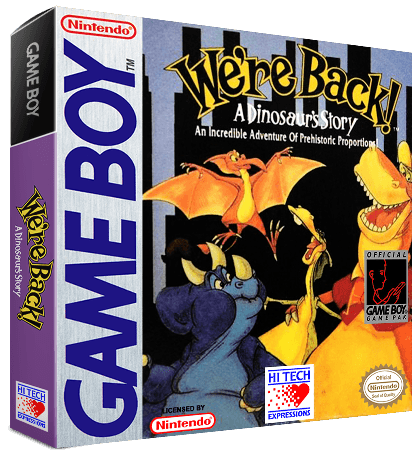 GAME BOY
We're Back!
A Dinosaur's Story
HI TECH
EXPRESSIONS
Nintendo
GAME BOY
TM
We're Back!
A Dinosaur's Story
An Incredible Adventure Of Prehistoric Proportions
OFFICIAL
GAME BOY
GAME PAK
Official
Nintendo
Seal of Quality
HI TECH
EXPRESSIONS
LICENSED BY
Nintendo